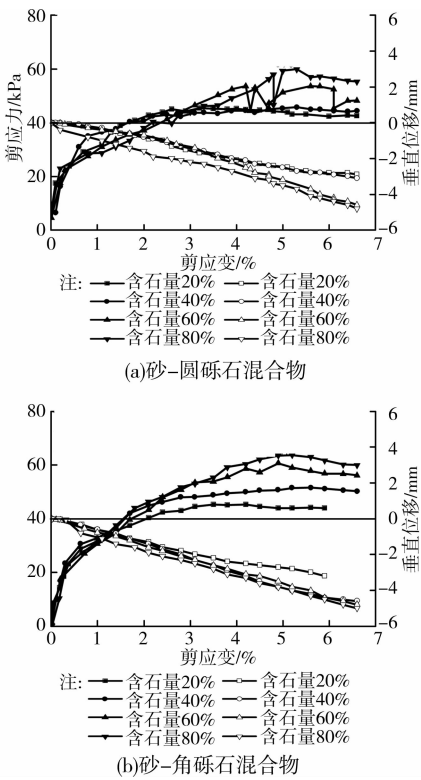 80
60
40
20
0
剪应力/kPa
6
4
2
0
-2
-4
-6
垂直位移/mm
0 1 2 3 4 5 6 7
剪应变/%
注: 含石量20% 含石量20%
含石量40% 含石量40%
含石量60% 含石量60%
含石量80% 含石量80%
(a)砂-圆砾石混合物
80
60
40
20
0
剪应力/kPa
6
4
2
0
-2
-4
-6
垂直位移/mm
0 1 2 3 4 5 6 7
剪应变/%
注: 含石量20% 含石量20%
含石量40% 含石量40%
含石量60% 含石量60%
含石量80% 含石量80%
(b)砂-角砾石混合物